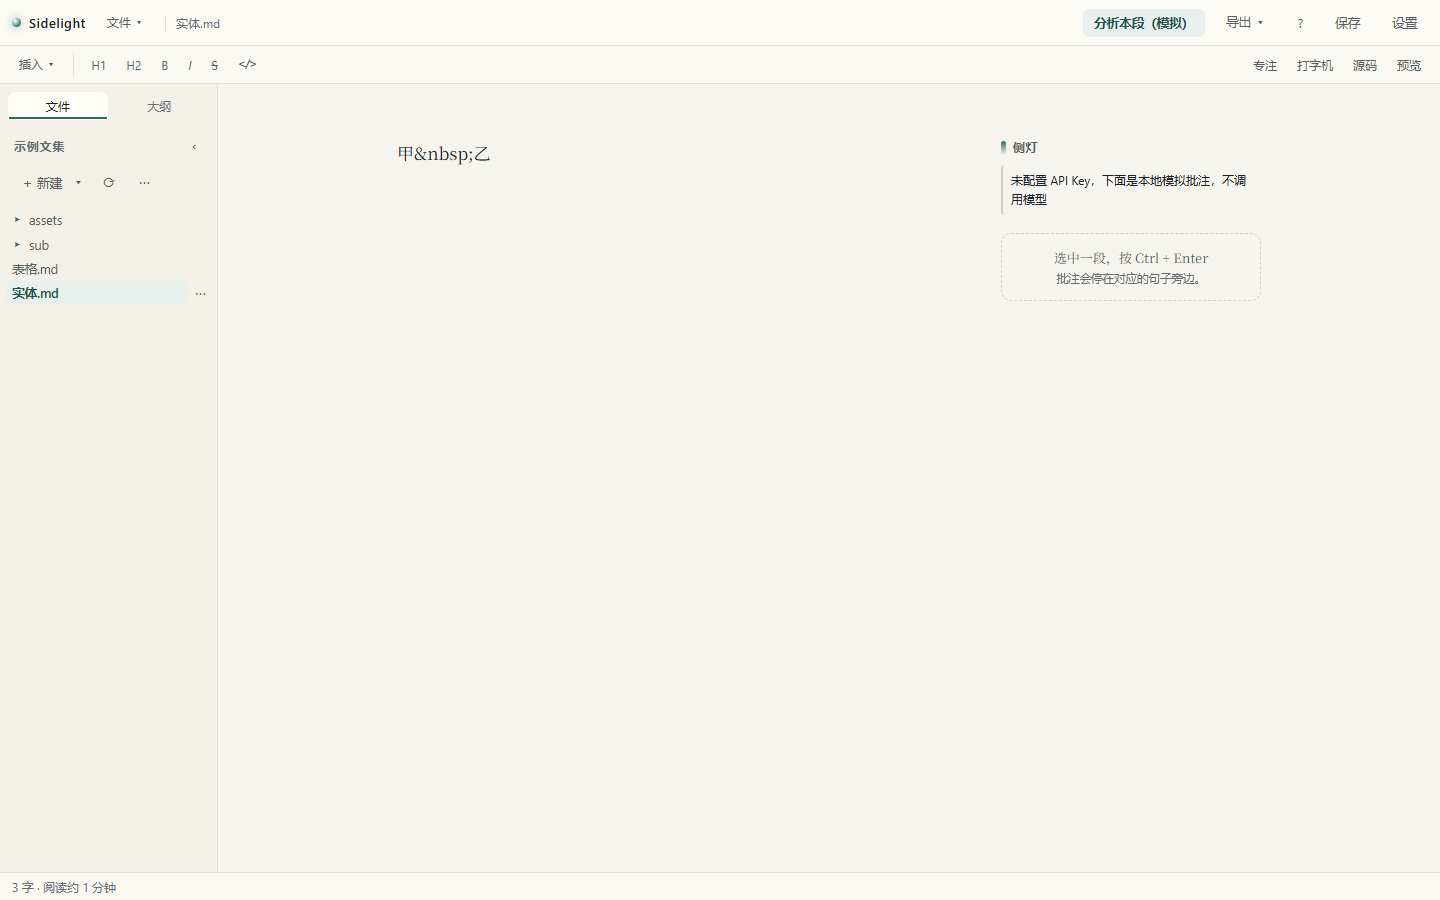 Sidelight 文件 ▾ 实体.md 分析本段（模拟） 导出 ▾ ? 保存 设置
插入 ▾ H1 H2 B I S </> 专注 打字机 源码 预览
文件 大纲
示例文集 ‹
+ 新建 ▾ ⟳ ···
▸ assets
▸ sub
表格.md
实体.md ···
甲&nbsp;乙
侧灯
未配置 API Key，下面是本地模拟批注，不调
用模型
选中一段，按 Ctrl + Enter
批注会停在对应的句子旁边。
3 字 · 阅读约 1 分钟